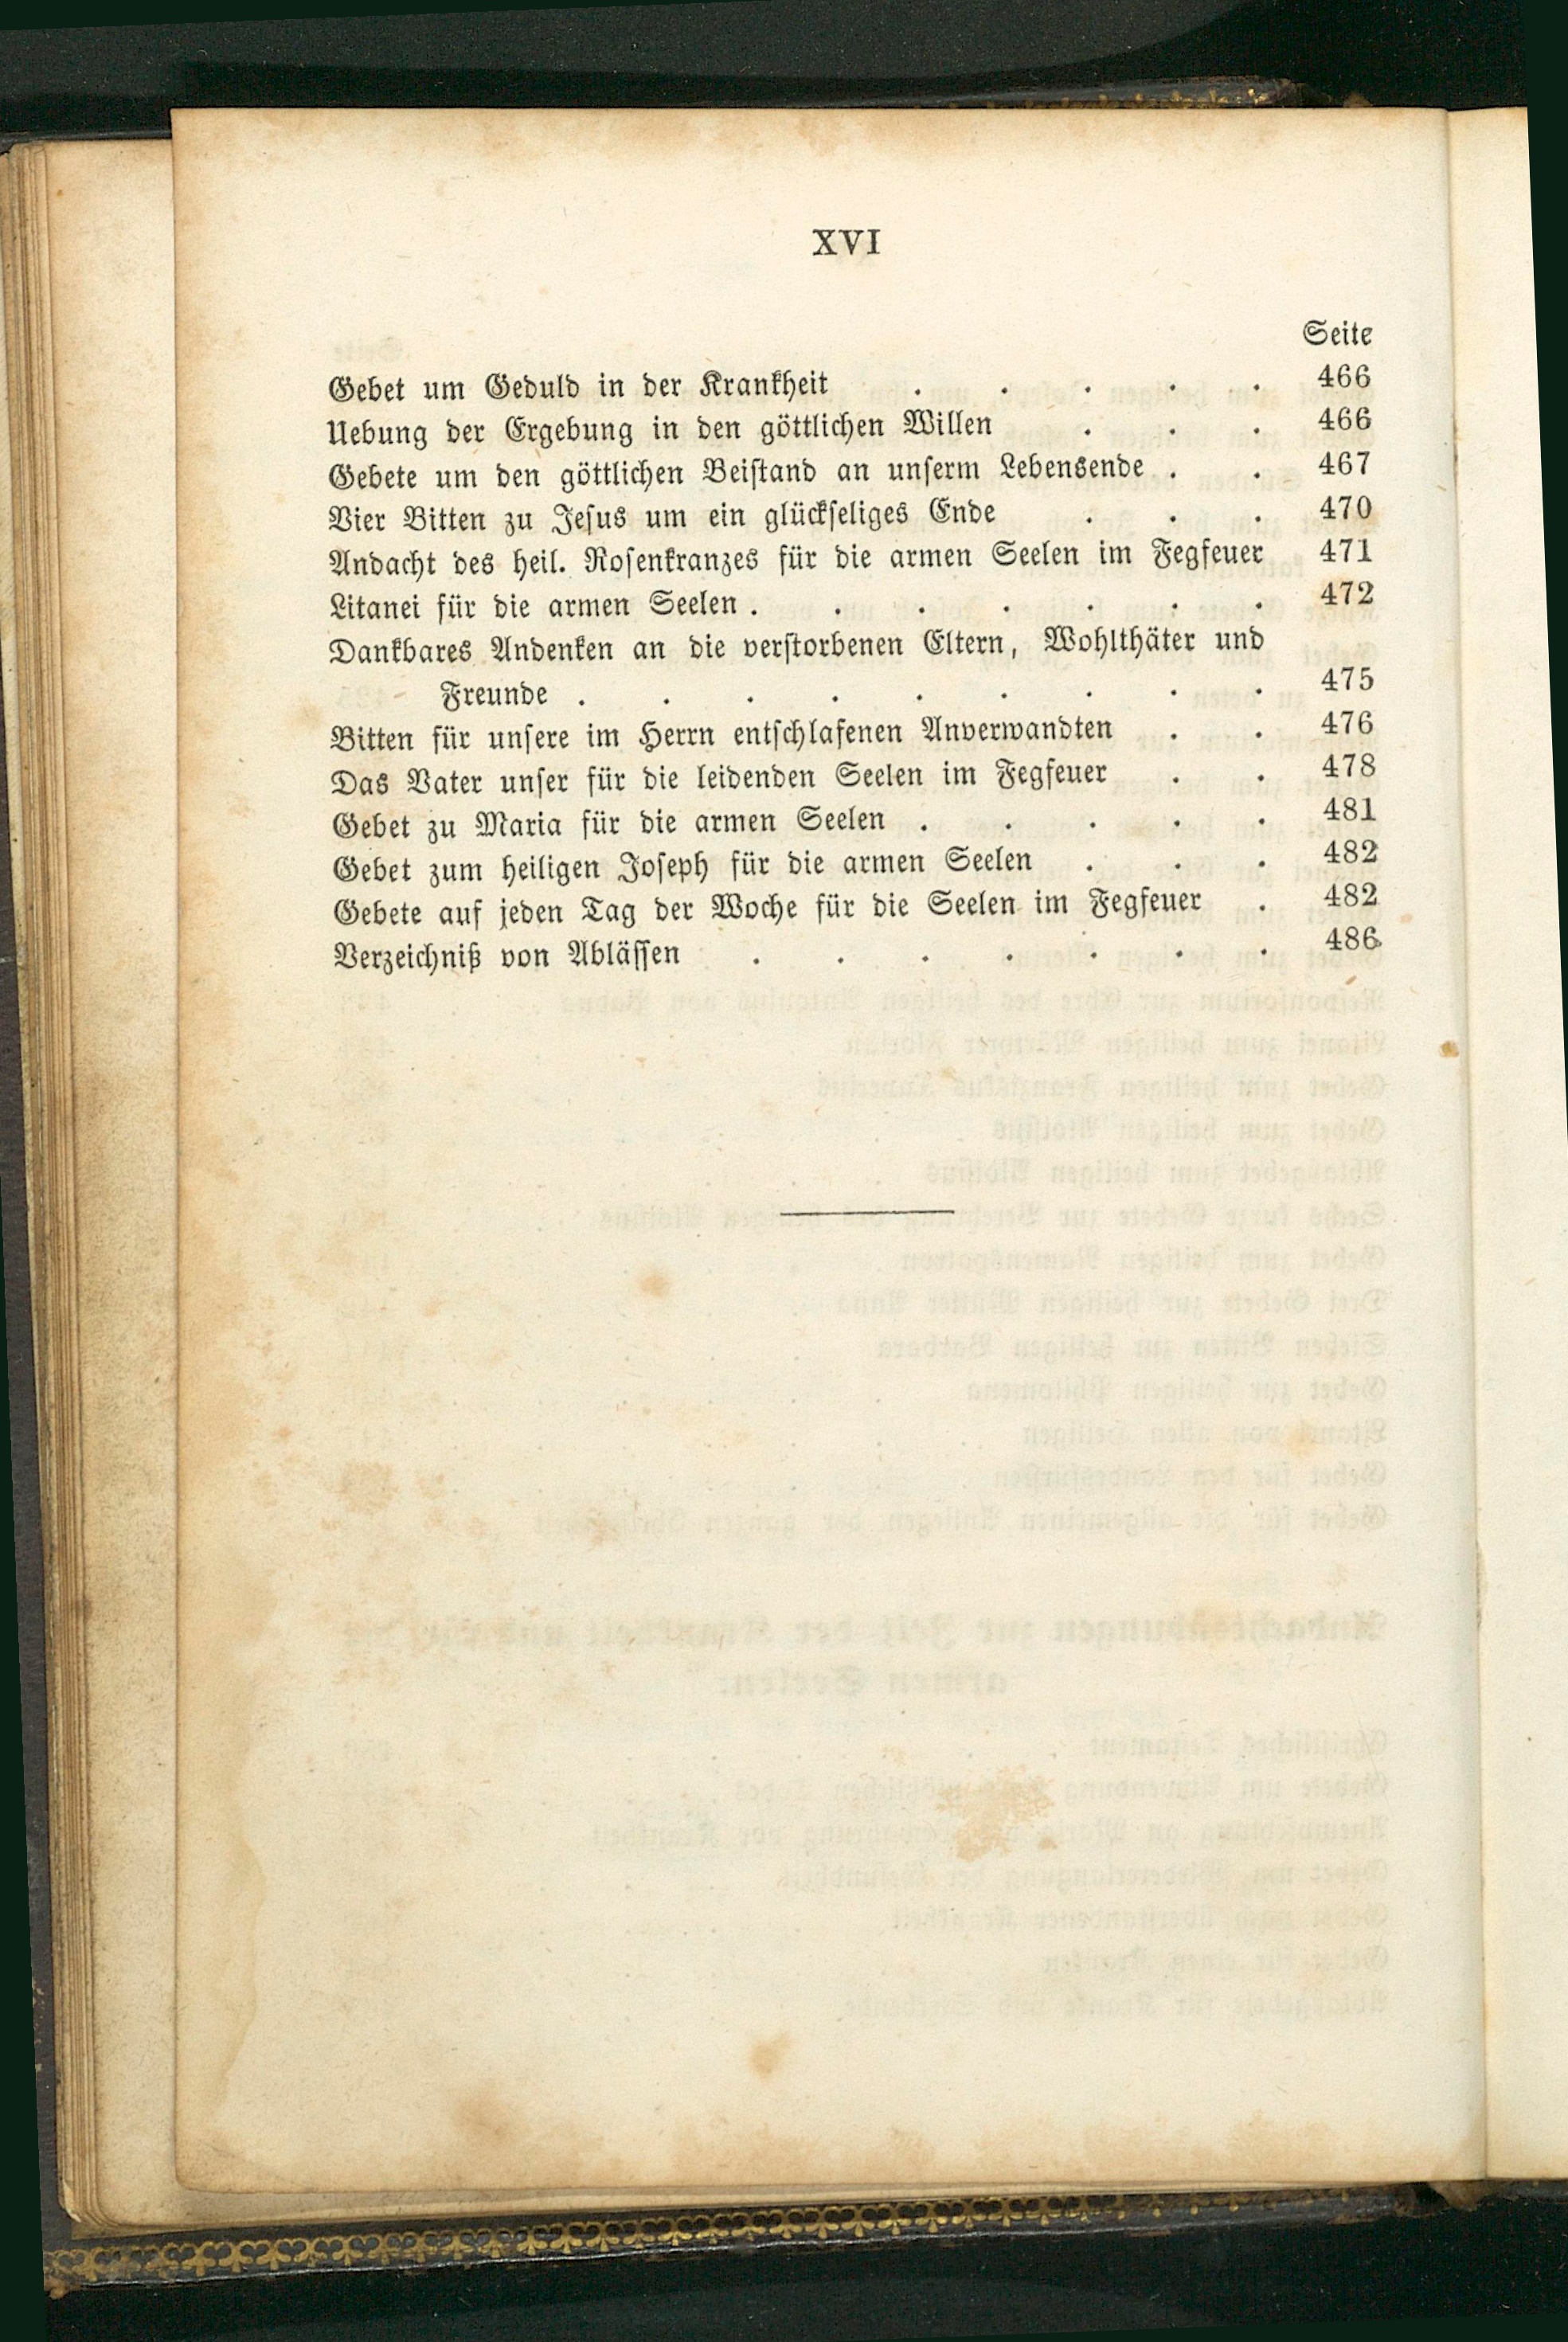 XVI
Seite
Gebet um Geduld in der Krankheit . . . . . 466
Uebung der Ergebung in den göttlichen Willen . . . 466
Gebete um den göttlichen Beistand an unserm Lebensende . . 467
Vier Bitten zu Jesus um ein glückseliges Ende . . . 470
Andacht des heil. Rosenkranzes für die armen Seelen im Fegfeuer 471
Litanei für die armen Seelen . . . . . . . 472
Dankbares Andenken an die verstorbenen Eltern, Wohlthäter und
Freunde . . . . . . . . . 475
Bitten für unsere im Herrn entschlafenen Anverwandten . . 476
Das Vater unser für die leidenden Seelen im Fegfeuer . . 478
Gebet zu Maria für die armen Seelen . . . . . 481
Gebet zum heiligen Joseph für die armen Seelen . . . 482
Gebete auf jeden Tag der Woche für die Seelen im Fegfeuer . 482
Verzeichniß von Ablässen . . . . . . . 486